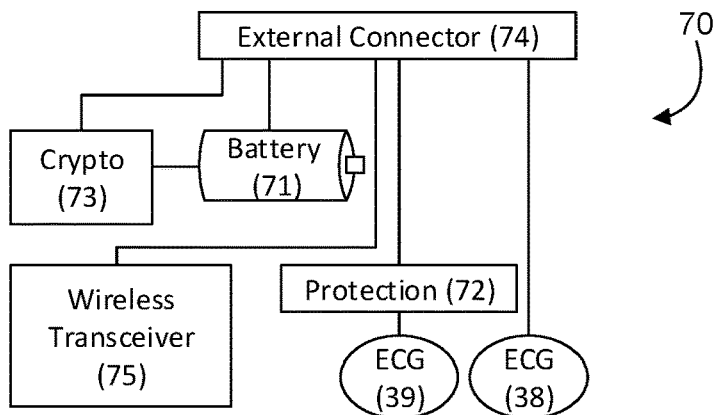 External Connector (74)
70
Crypto
(73)
Battery
(71)
Wireless
Transceiver
(75)
Protection (72)
ECG
(39)
ECG
(38)